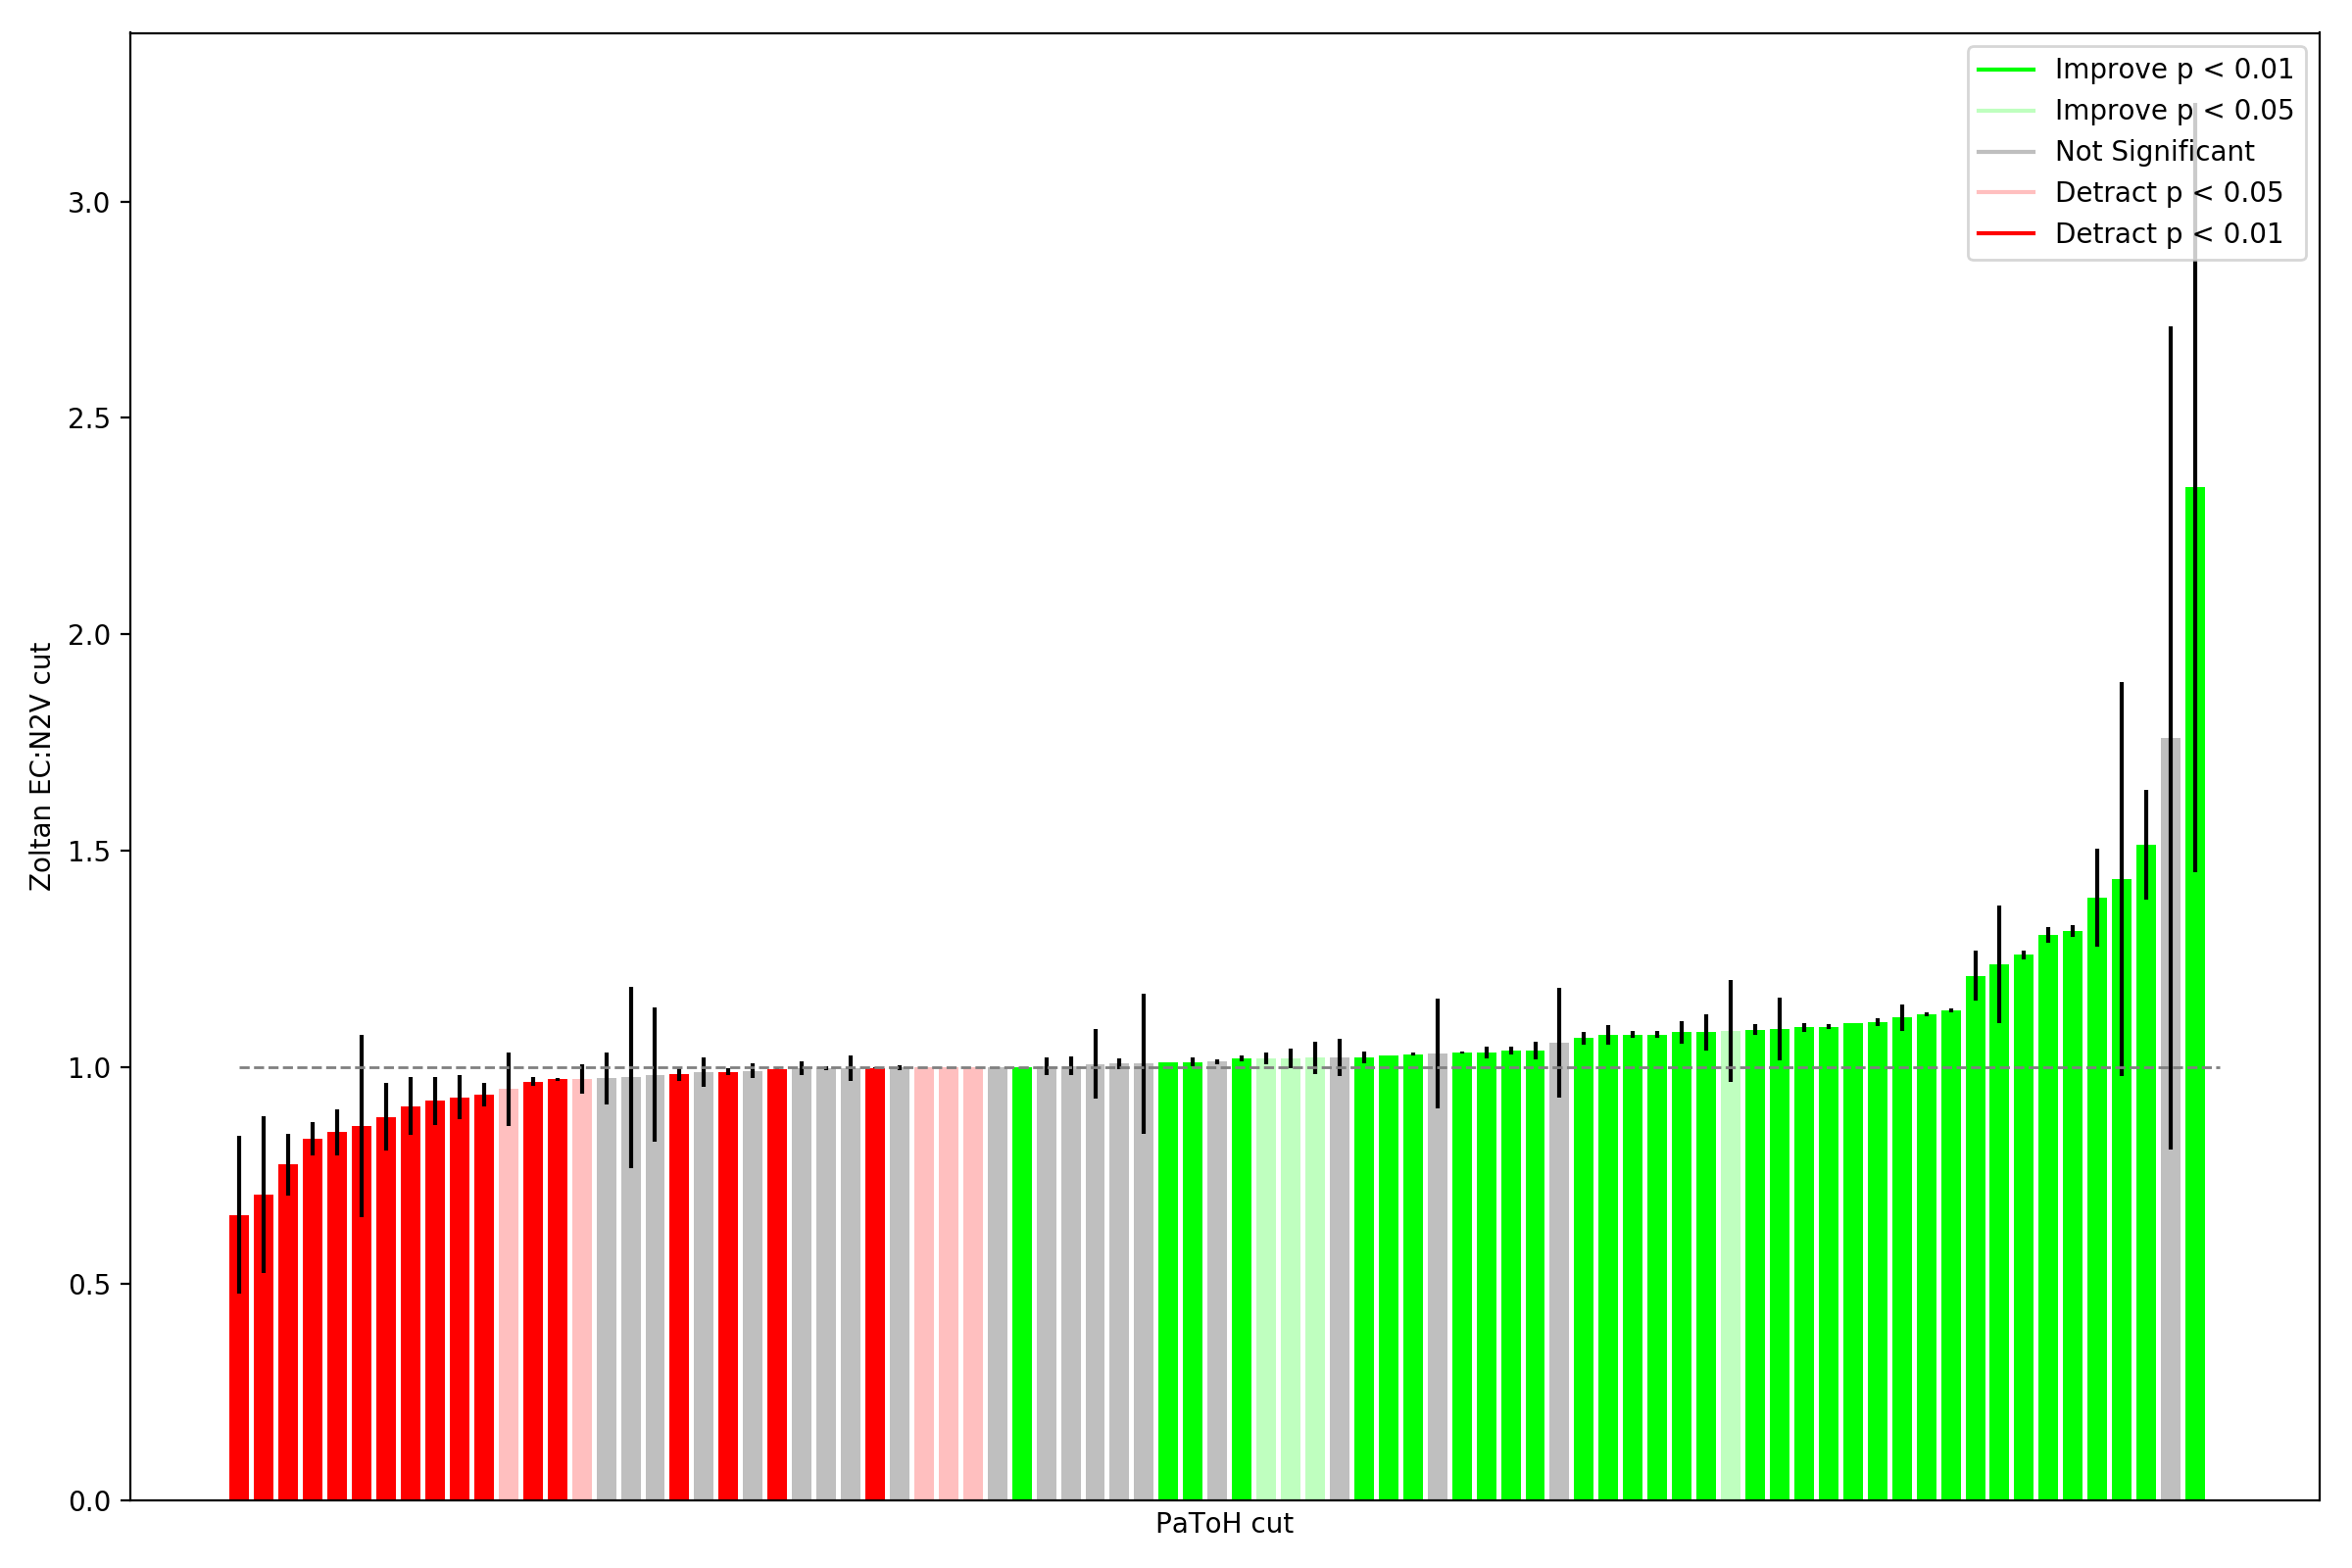 Improve p < 0.01
Improve p < 0.05
Not Significant
Detract p < 0.05
Detract p < 0.01
3.0
2.5
2.0
1.5
1.0
0.5
0.0
Zoltan EC:N2V cut
PaToH cut